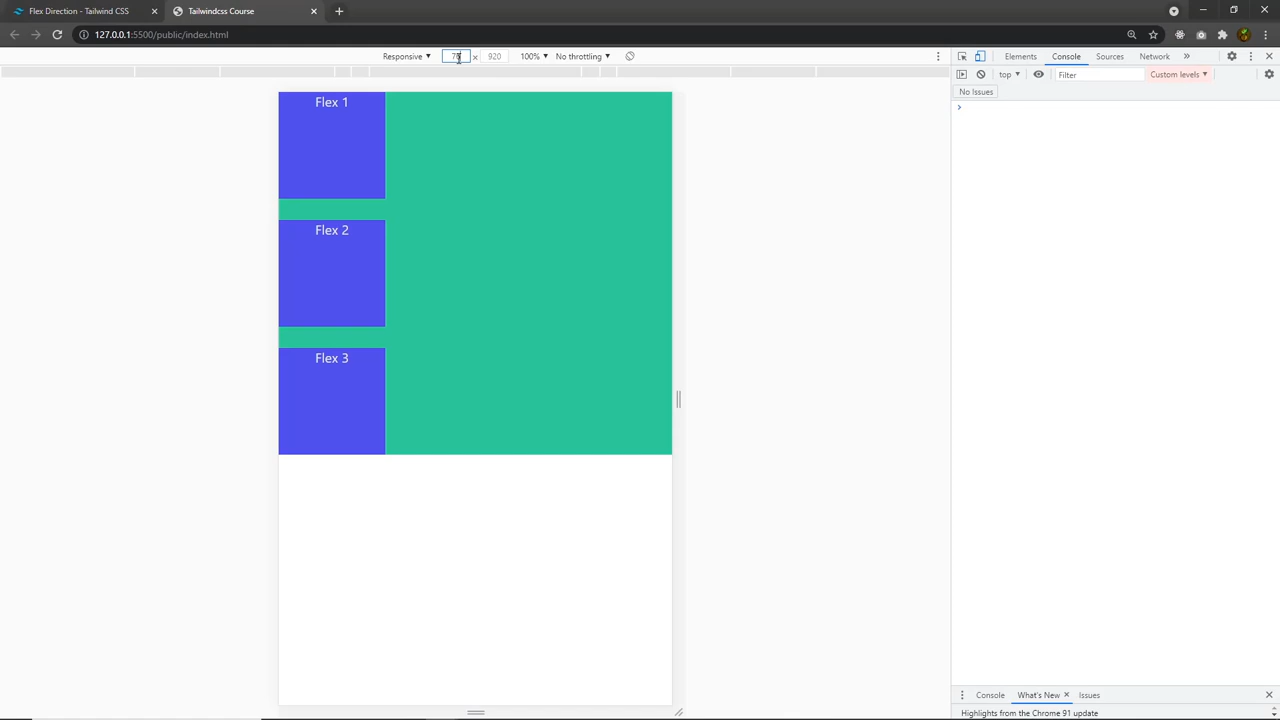 Flex Direction - Tailwind CSS
Tailwindcss Course
127.0.0.1:5500/public/index.html
Responsive
× 920
100%
No throttling
Elements
Console
Sources
Network
top
Filter
Custom levels
No Issues
Flex 1
Flex 2
Flex 3
Console
What's New
Issues
Highlights from the Chrome 91 update